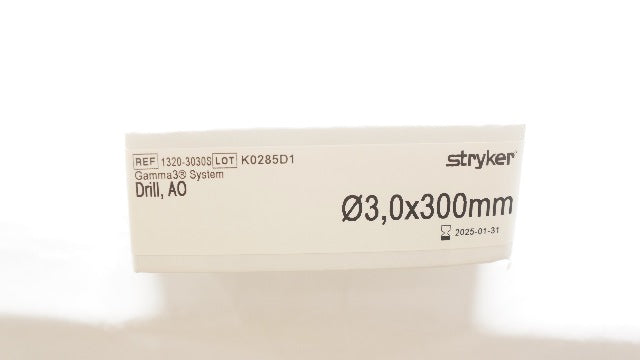 REF 1320-3030S LOT K0285D1
Gamma3® System
Drill, AO
stryker
Ø3,0x300mm
2025-01-31